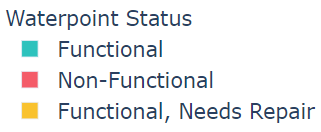 Waterpoint Status
Functional
Non-Functional
Functional, Needs Repair